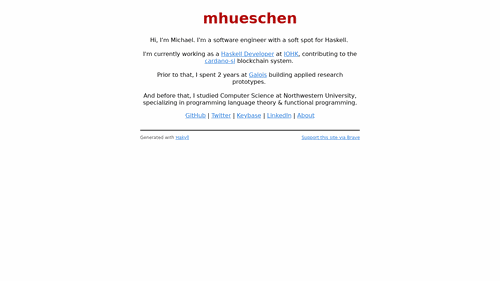 mhueschen
Hi, I'm Michael. I'm a software engineer with a soft spot for Haskell.
I'm currently working as a Haskell Developer at IOHK, contributing to the
cardano-sl blockchain system.
Prior to that, I spent 2 years at Galois building applied research
prototypes.
And before that, I studied Computer Science at Northwestern University,
specializing in programming language theory & functional programming.
GitHub | Twitter | Keybase | LinkedIn | About
Generated with Hakyll
Support this site via Brave